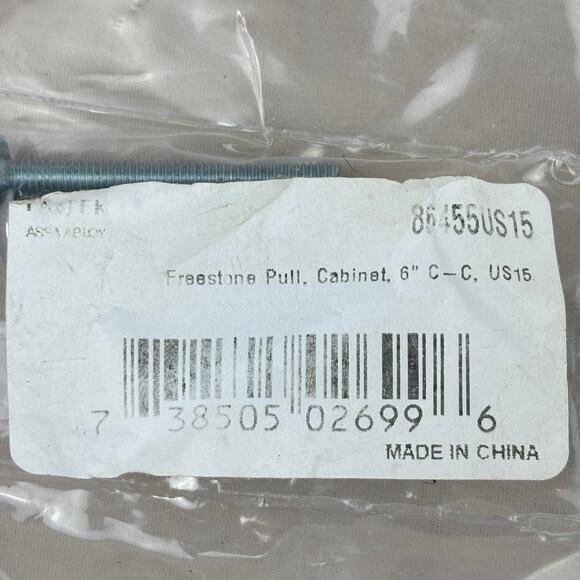 ASSA ABLOY
86455US15
Freestone Pull, Cabinet, 6" C-C, US15
7 38505 02699 6
MADE IN CHINA